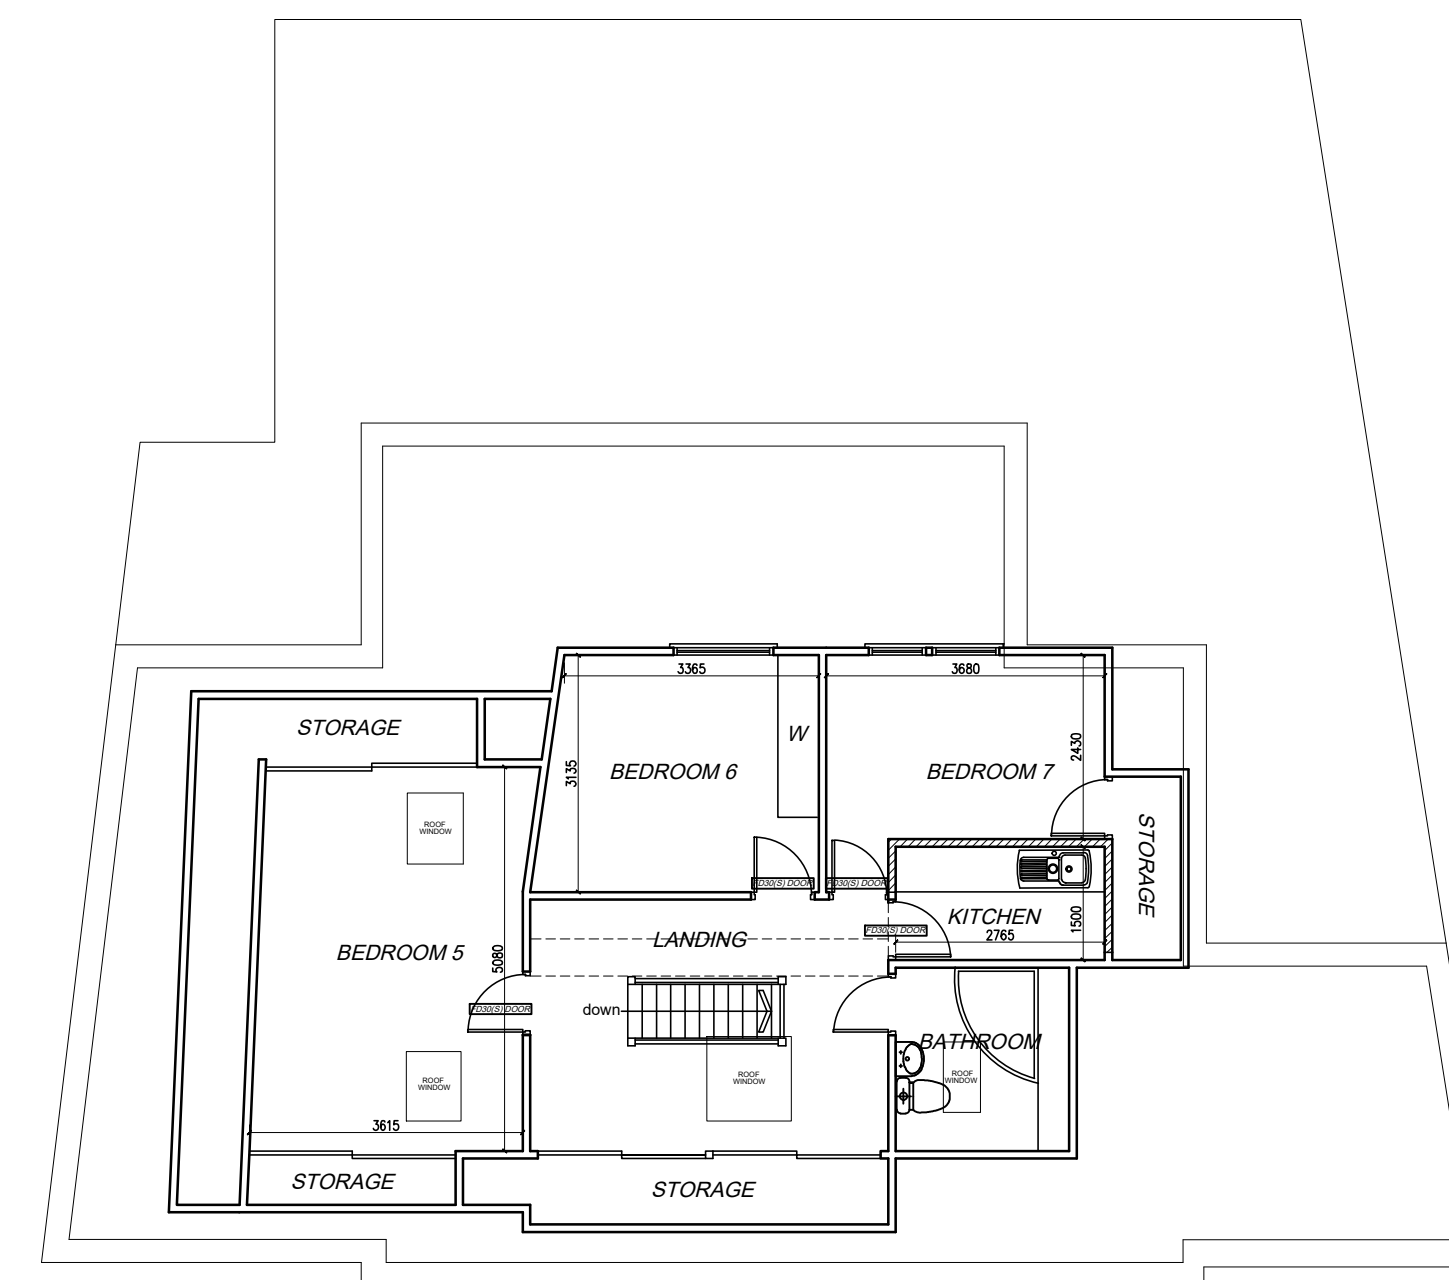 3365
3680
STORAGE
W
2430
BEDROOM 6
3135
BEDROOM 7
ROOF
WINDOW
STORAGE
FD30(S) DOOR
FD30(S) DOOR
KITCHEN
1500
FD30(S) DOOR
2765
LANDING
BEDROOM 5
5080
FD30(S) DOOR
down
BATHROOM
ROOF
WINDOW
ROOF
WINDOW
ROOF
WINDOW
3615
STORAGE
STORAGE